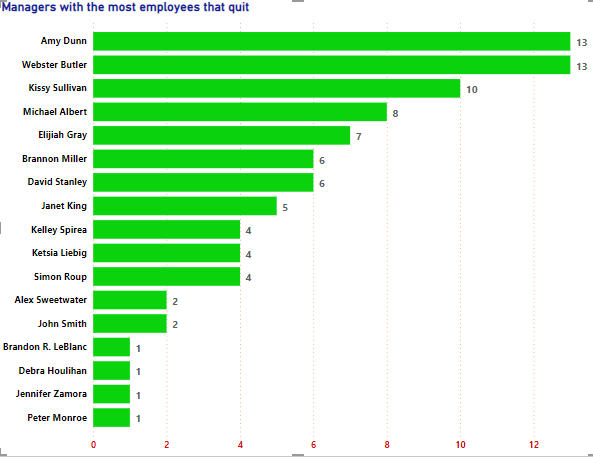 Managers with the most employees that quit
Amy Dunn 13
Webster Butler 13
Kissy Sullivan 10
Michael Albert 8
Elijiah Gray 7
Brannon Miller 6
David Stanley 6
Janet King 5
Kelley Spirea 4
Ketsia Liebig 4
Simon Roup 4
Alex Sweetwater 2
John Smith 2
Brandon R. LeBlanc 1
Debra Houlihan 1
Jennifer Zamora 1
Peter Monroe 1
0 2 4 6 8 10 12